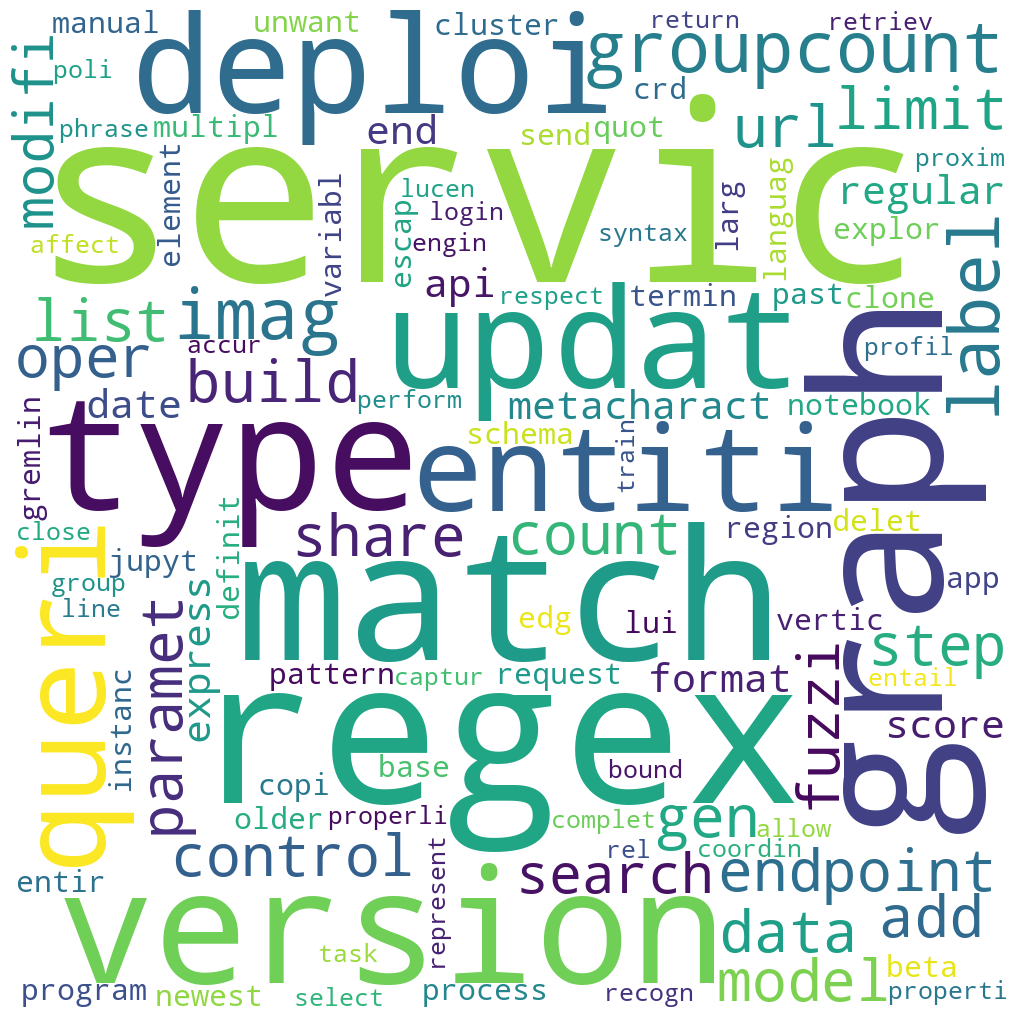 manual
unwant
cluster
return
retriev
deploi
groupcount
modifi
poli
crd
limit
phrase
multipl
end
send
quot
url
servic
proxim
element
variabl
lucen
login
escap
engin
syntax
larg
languag
regular
affect
explor
label
api
respect
termin
past
clone
list
imag
updat
graph
accur
profil
oper
build
date
perform
metacharact
notebook
type
schema
gremlin
entiti
train
close
definit
share
count
region
delet
queri
jupyt
match
group
line
app
edg
lui
vertic
paramet
express
pattern
captur
request
format
fuzzi
step
entail
instanc
regex
score
base
bound
copi
older
properli
complet
gen
allow
control
represent
rel
coordin
entir
search
endpoint
version
data
add
task
model
beta
program
newest
select
process
recogn
properti